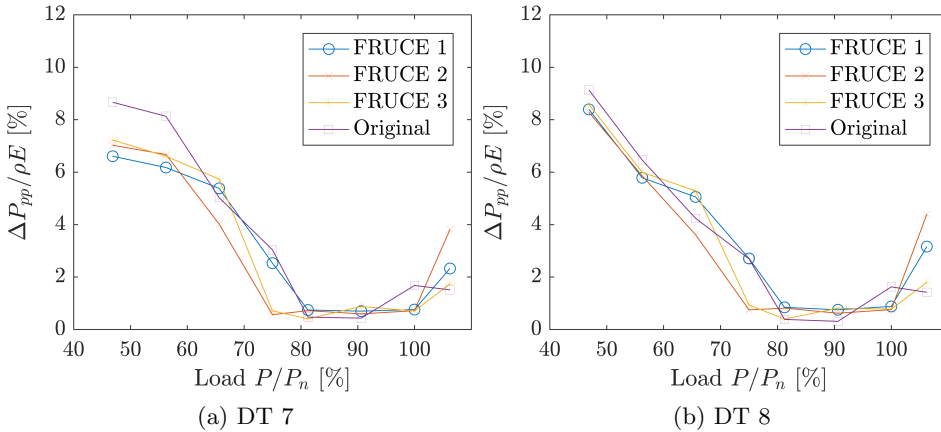 12
10
8
6
4
2
0
ΔP_pp/ρE [%]
FRUCE 1
FRUCE 2
FRUCE 3
Original
40 50 60 70 80 90 100
Load P/P_n [%]
(a) DT 7
12
10
8
6
4
2
0
ΔP_pp/ρE [%]
FRUCE 1
FRUCE 2
FRUCE 3
Original
40 50 60 70 80 90 100
Load P/P_n [%]
(b) DT 8